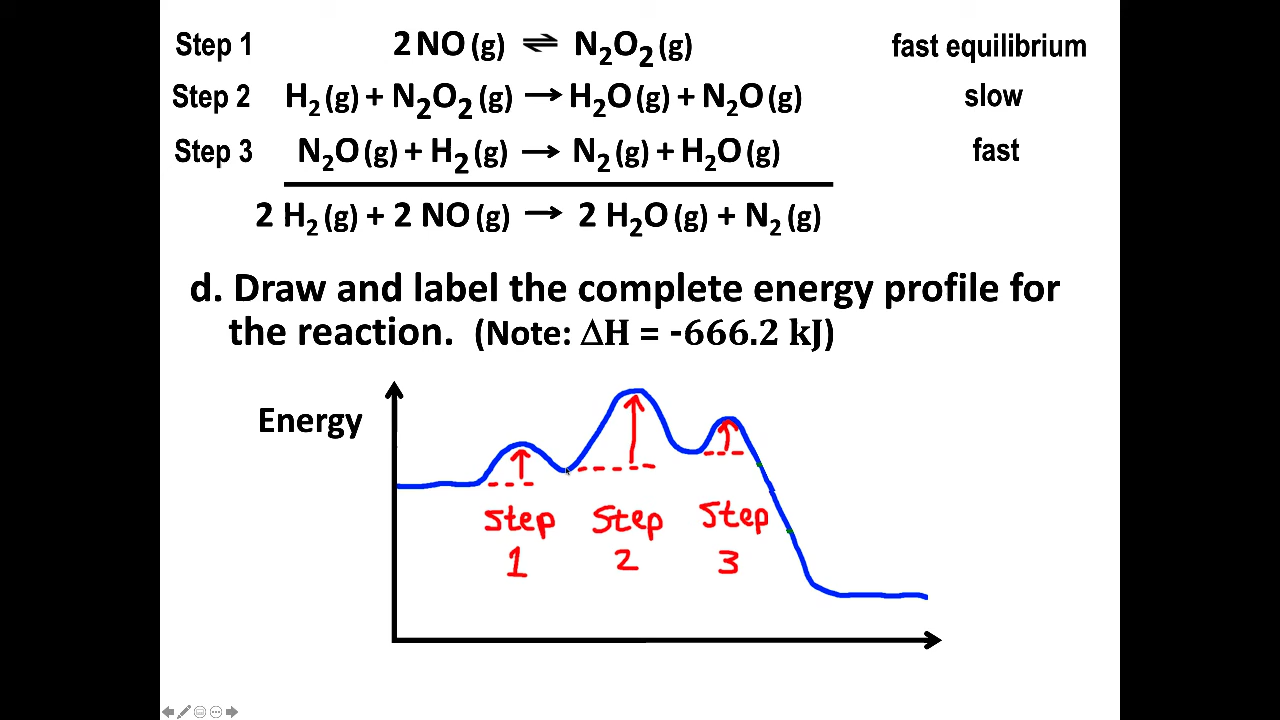 Step 1 2 NO (g) ⇌ N₂O₂ (g) fast equilibrium
Step 2 H₂ (g) + N₂O₂ (g) → H₂O (g) + N₂O (g) slow
Step 3 N₂O (g) + H₂ (g) → N₂ (g) + H₂O (g) fast
2 H₂ (g) + 2 NO (g) → 2 H₂O (g) + N₂ (g)
d. Draw and label the complete energy profile for
the reaction. (Note: ΔH = -666.2 kJ)
Energy
Step 1
Step 2
Step 3